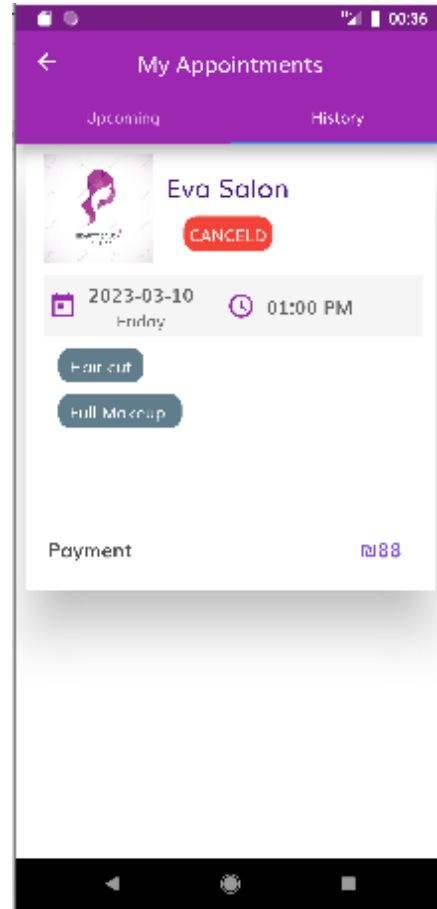 00:36
My Appointments
Upcoming
History
Eva Salon
CANCELD
2023-03-10
Friday
01:00 PM
Hair cut
Full Makeup
Payment
₪88